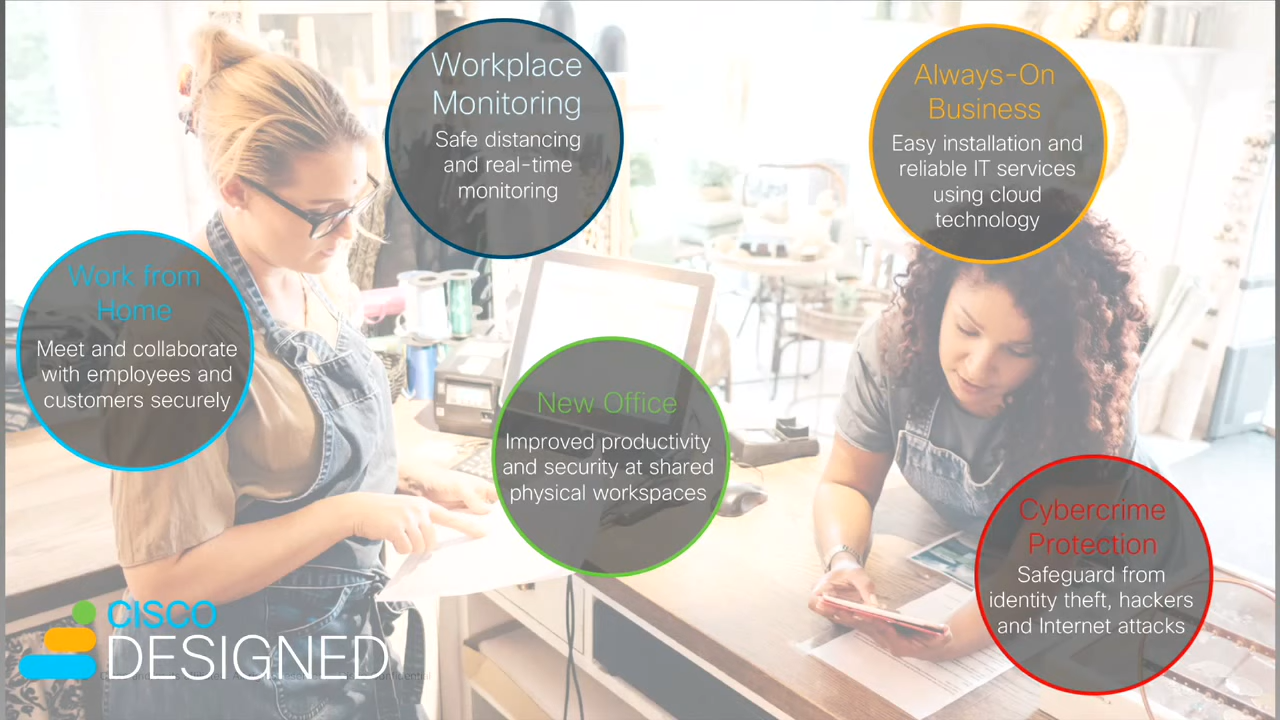 Workplace
Monitoring
Safe distancing
and real-time
monitoring
Always-On
Business
Easy installation and
reliable IT services
using cloud
technology
Work from
Home
Meet and collaborate
with employees and
customers securely
New Office
Improved productivity
and security at shared
physical workspaces
Cybercrime
Protection
Safeguard from
identity theft, hackers
and Internet attacks
CISCO
DESIGNED